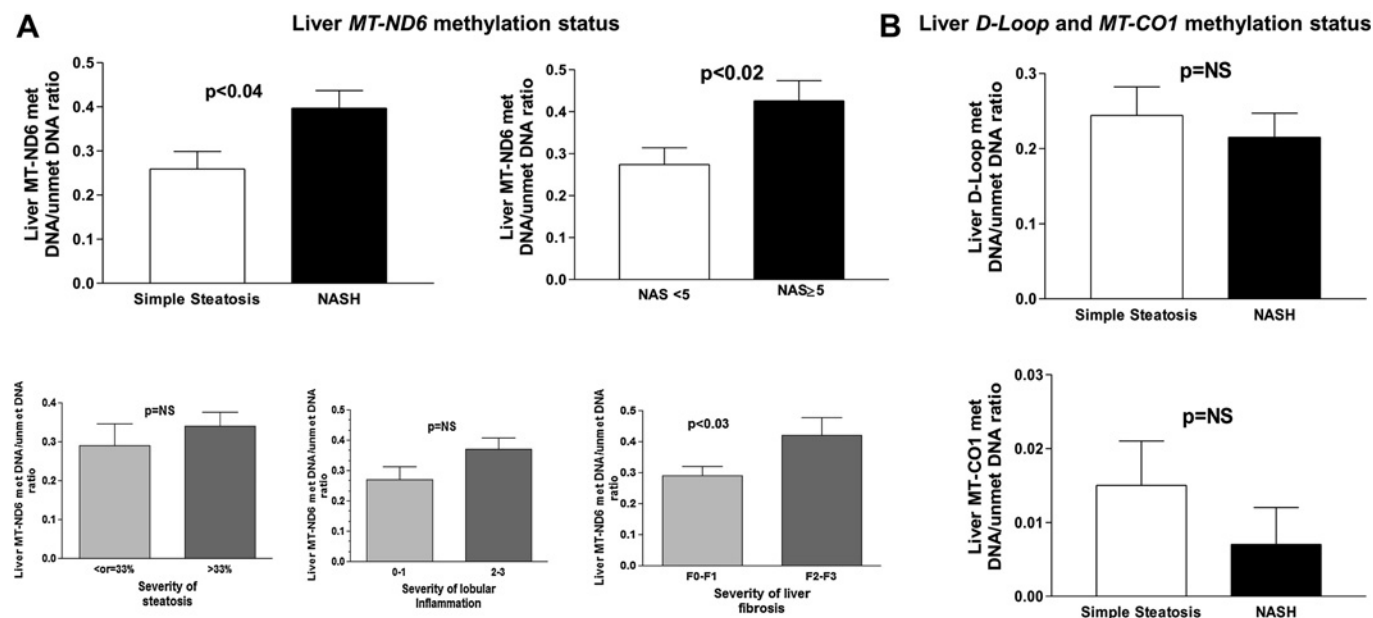 A
Liver MT-ND6 methylation status
Liver MT-ND6 met
DNA/unmet DNA ratio
0.5
0.4
0.3
0.2
0.1
0.0
p<0.04
Simple Steatosis
NASH
Liver MT-ND6 met
DNA/unmet DNA ratio
0.5
0.4
0.3
0.2
0.1
0.0
p<0.02
NAS <5
NAS≥5
Liver MT-ND6 met DNA/unmet DNA
ratio
0.4
0.3
0.2
0.1
0.0
p=NS
<or=33%
>33%
Severity of
steatosis
Liver MT-ND6 met DNA/unmet DNA
ratio
0.5
0.4
0.3
0.2
0.1
0.0
p=NS
0-1
2-3
Severity of lobular
Inflammation
Liver MT-ND6 met DNA/unmet DNA
ratio
0.5
0.4
0.3
0.2
0.1
0.0
p<0.03
F0-F1
F2-F3
Severity of liver
fibrosis
B
Liver D-Loop and MT-CO1 methylation status
Liver D-Loop met
DNA/unmet DNA ratio
0.3
0.2
0.1
0.0
p=NS
Simple Steatosis
NASH
Liver MT-CO1 met
DNA/unmet DNA ratio
0.03
0.02
0.01
0.00
p=NS
Simple Steatosis
NASH